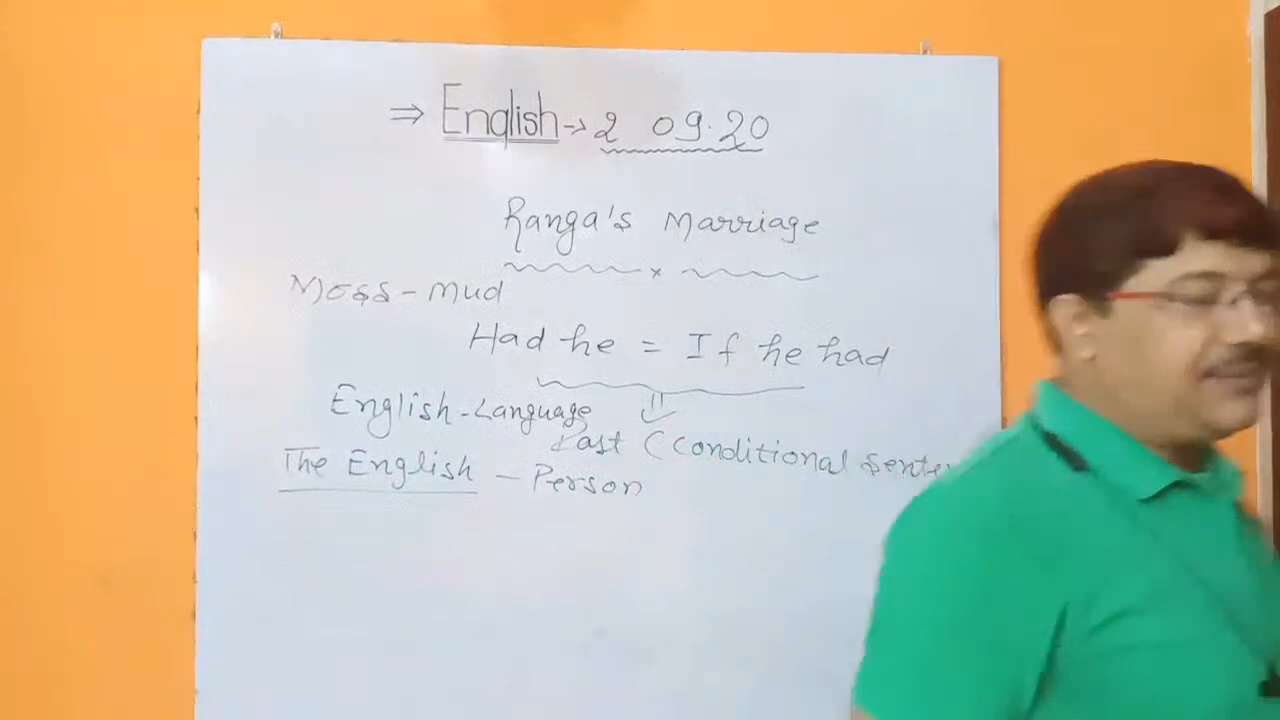 ⇒ English → 2 09.20
Ranga's Marriage
Moss - Mud
Had he = If he had
English - Language
Past (Conditional Senten
The English - Person